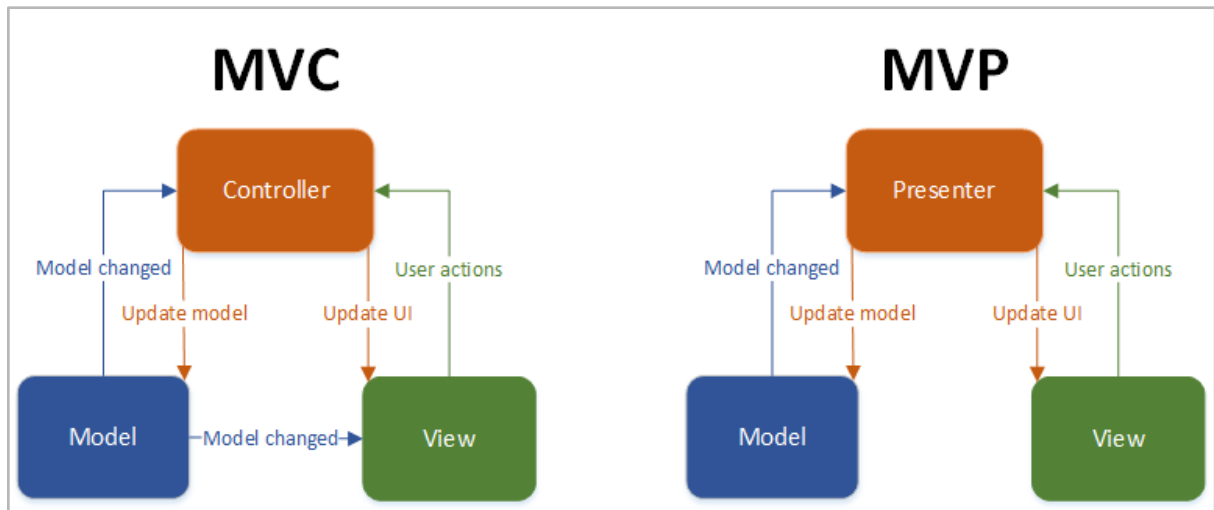 MVC
MVP
Controller
Presenter
Model changed
User actions
Model changed
User actions
Update model
Update UI
Update model
Update UI
Model
Model changed
View
Model
View